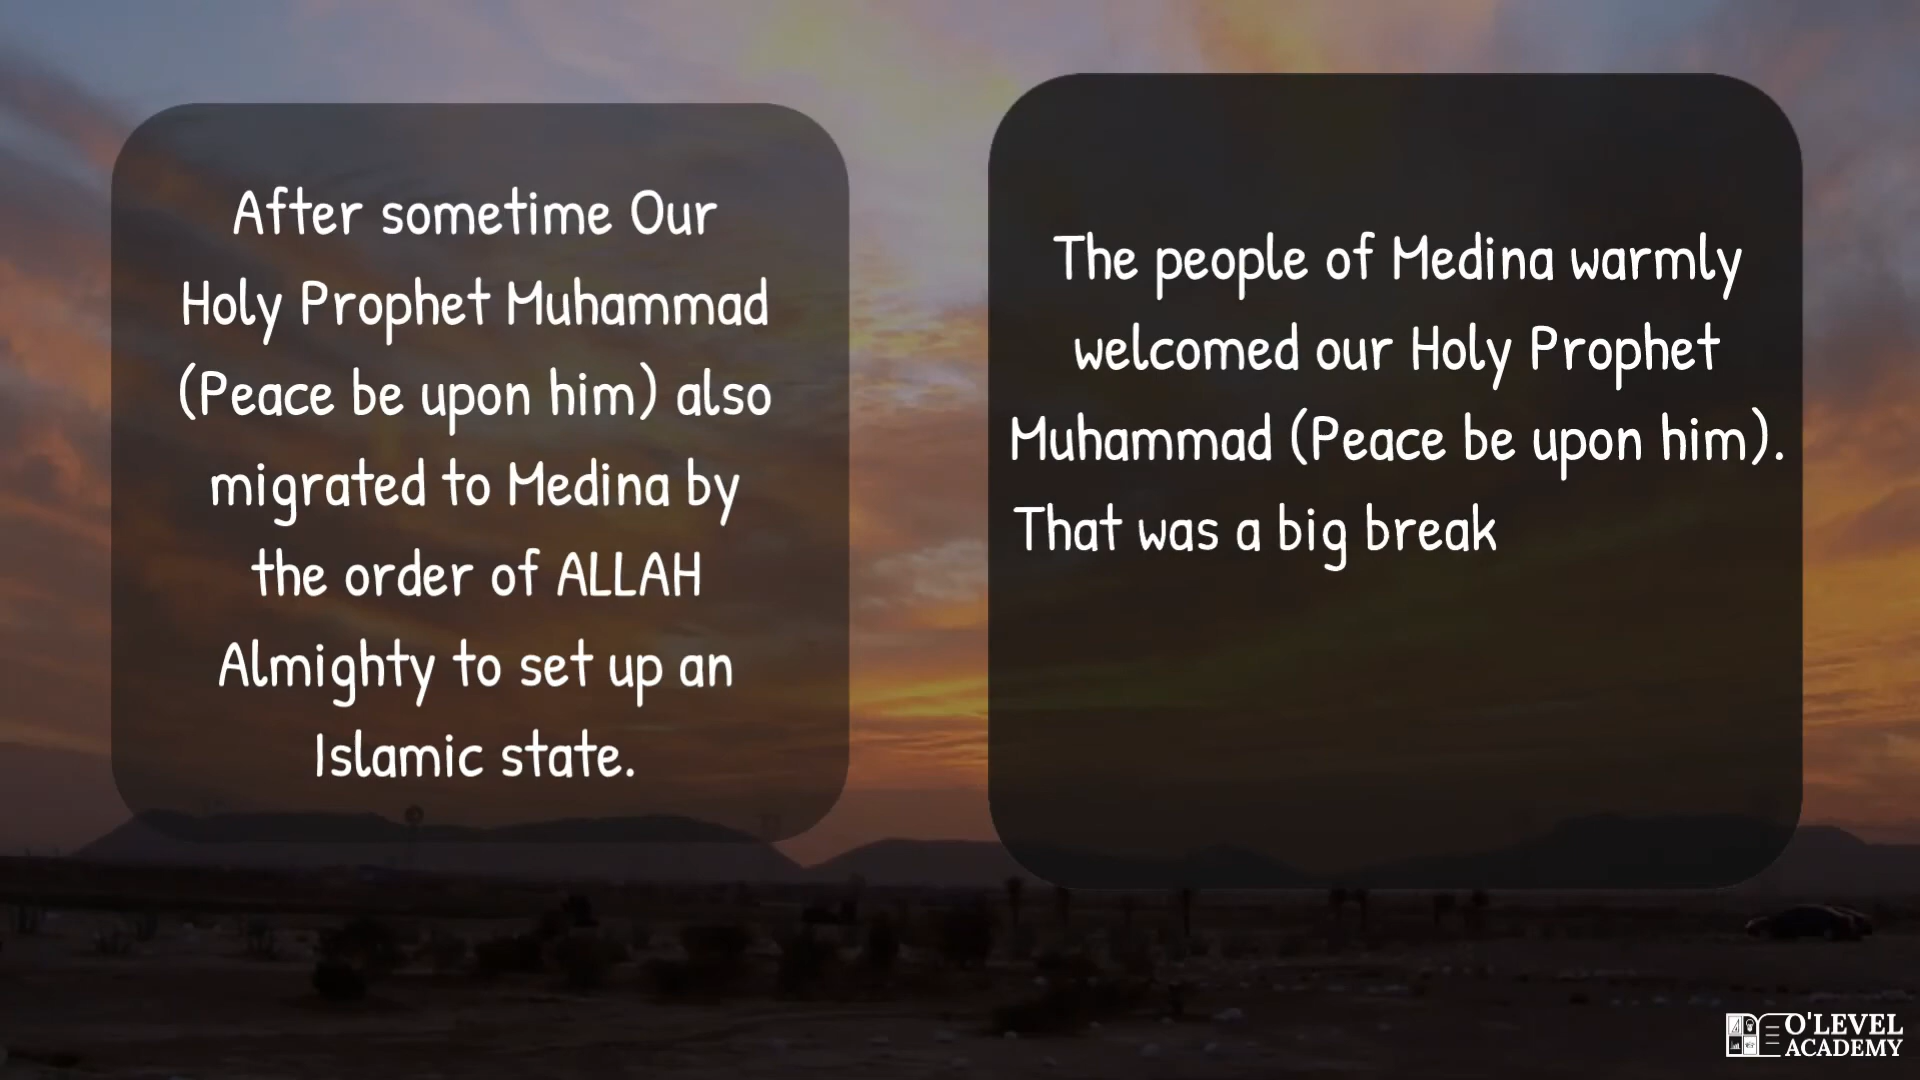 After sometime Our
Holy Prophet Muhammad
(Peace be upon him) also
migrated to Medina by
the order of ALLAH
Almighty to set up an
Islamic state.
The people of Medina warmly
welcomed our Holy Prophet
Muhammad (Peace be upon him).
That was a big break
O'LEVEL
ACADEMY